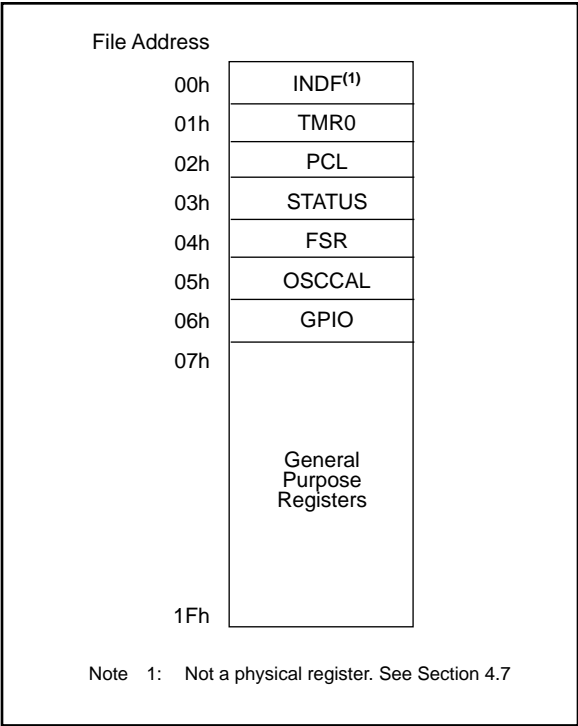 File Address
00h INDF(1)
01h TMR0
02h PCL
03h STATUS
04h FSR
05h OSCCAL
06h GPIO
07h
General
Purpose
Registers
1Fh
Note 1: Not a physical register. See Section 4.7